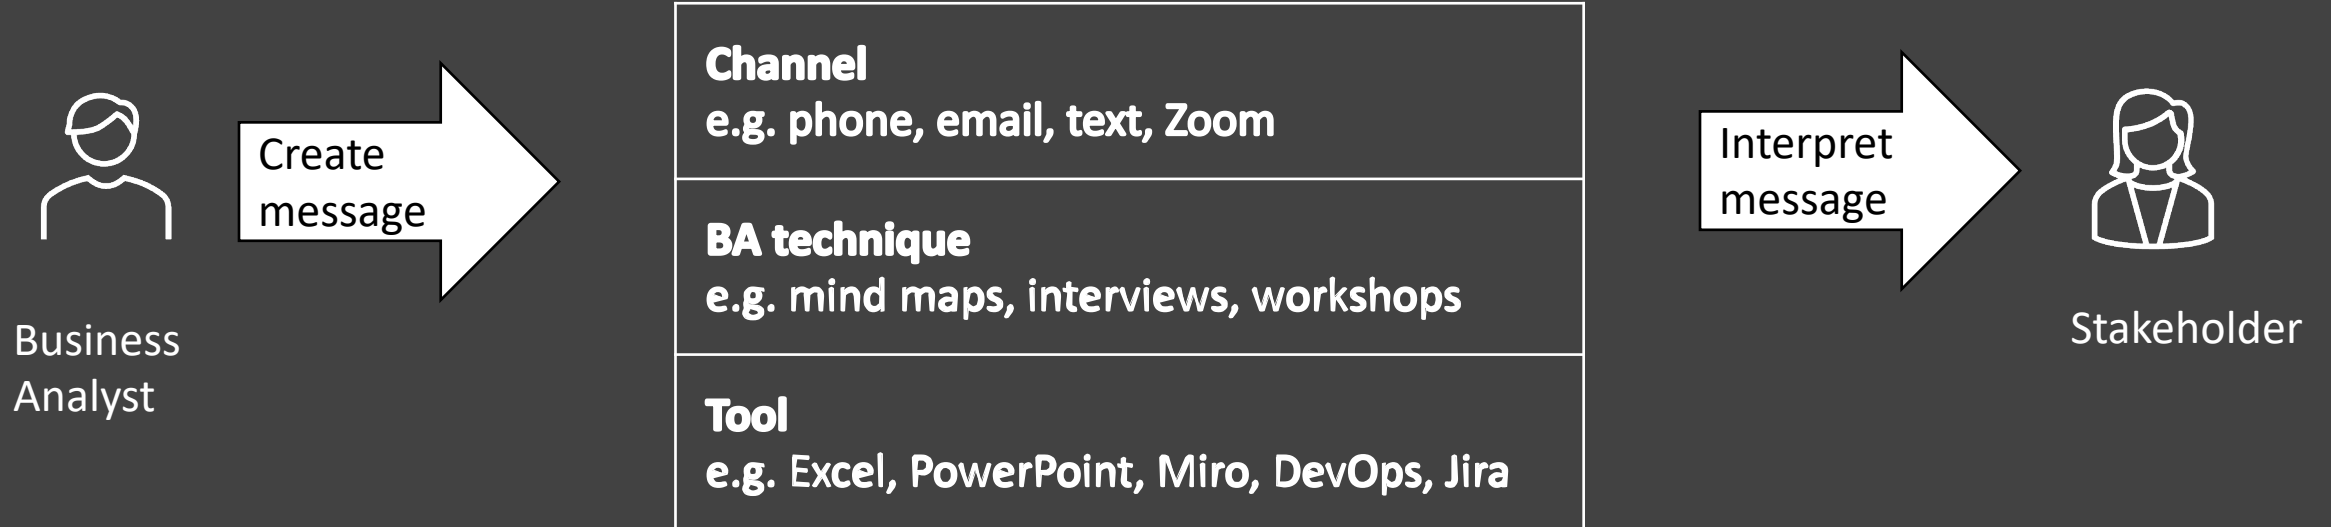 Business
Analyst
Create
message
Channel
e.g. phone, email, text, Zoom
BA technique
e.g. mind maps, interviews, workshops
Tool
e.g. Excel, PowerPoint, Miro, DevOps, Jira
Interpret
message
Stakeholder